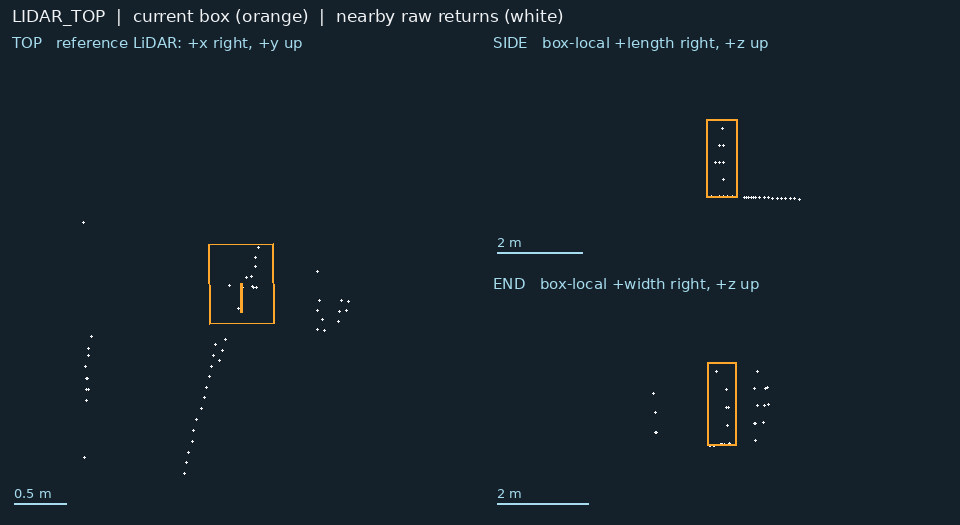 LIDAR_TOP | current box (orange) | nearby raw returns (white)
TOP reference LiDAR: +x right, +y up
SIDE box-local +length right, +z up
2 m
END box-local +width right, +z up
0.5 m
2 m